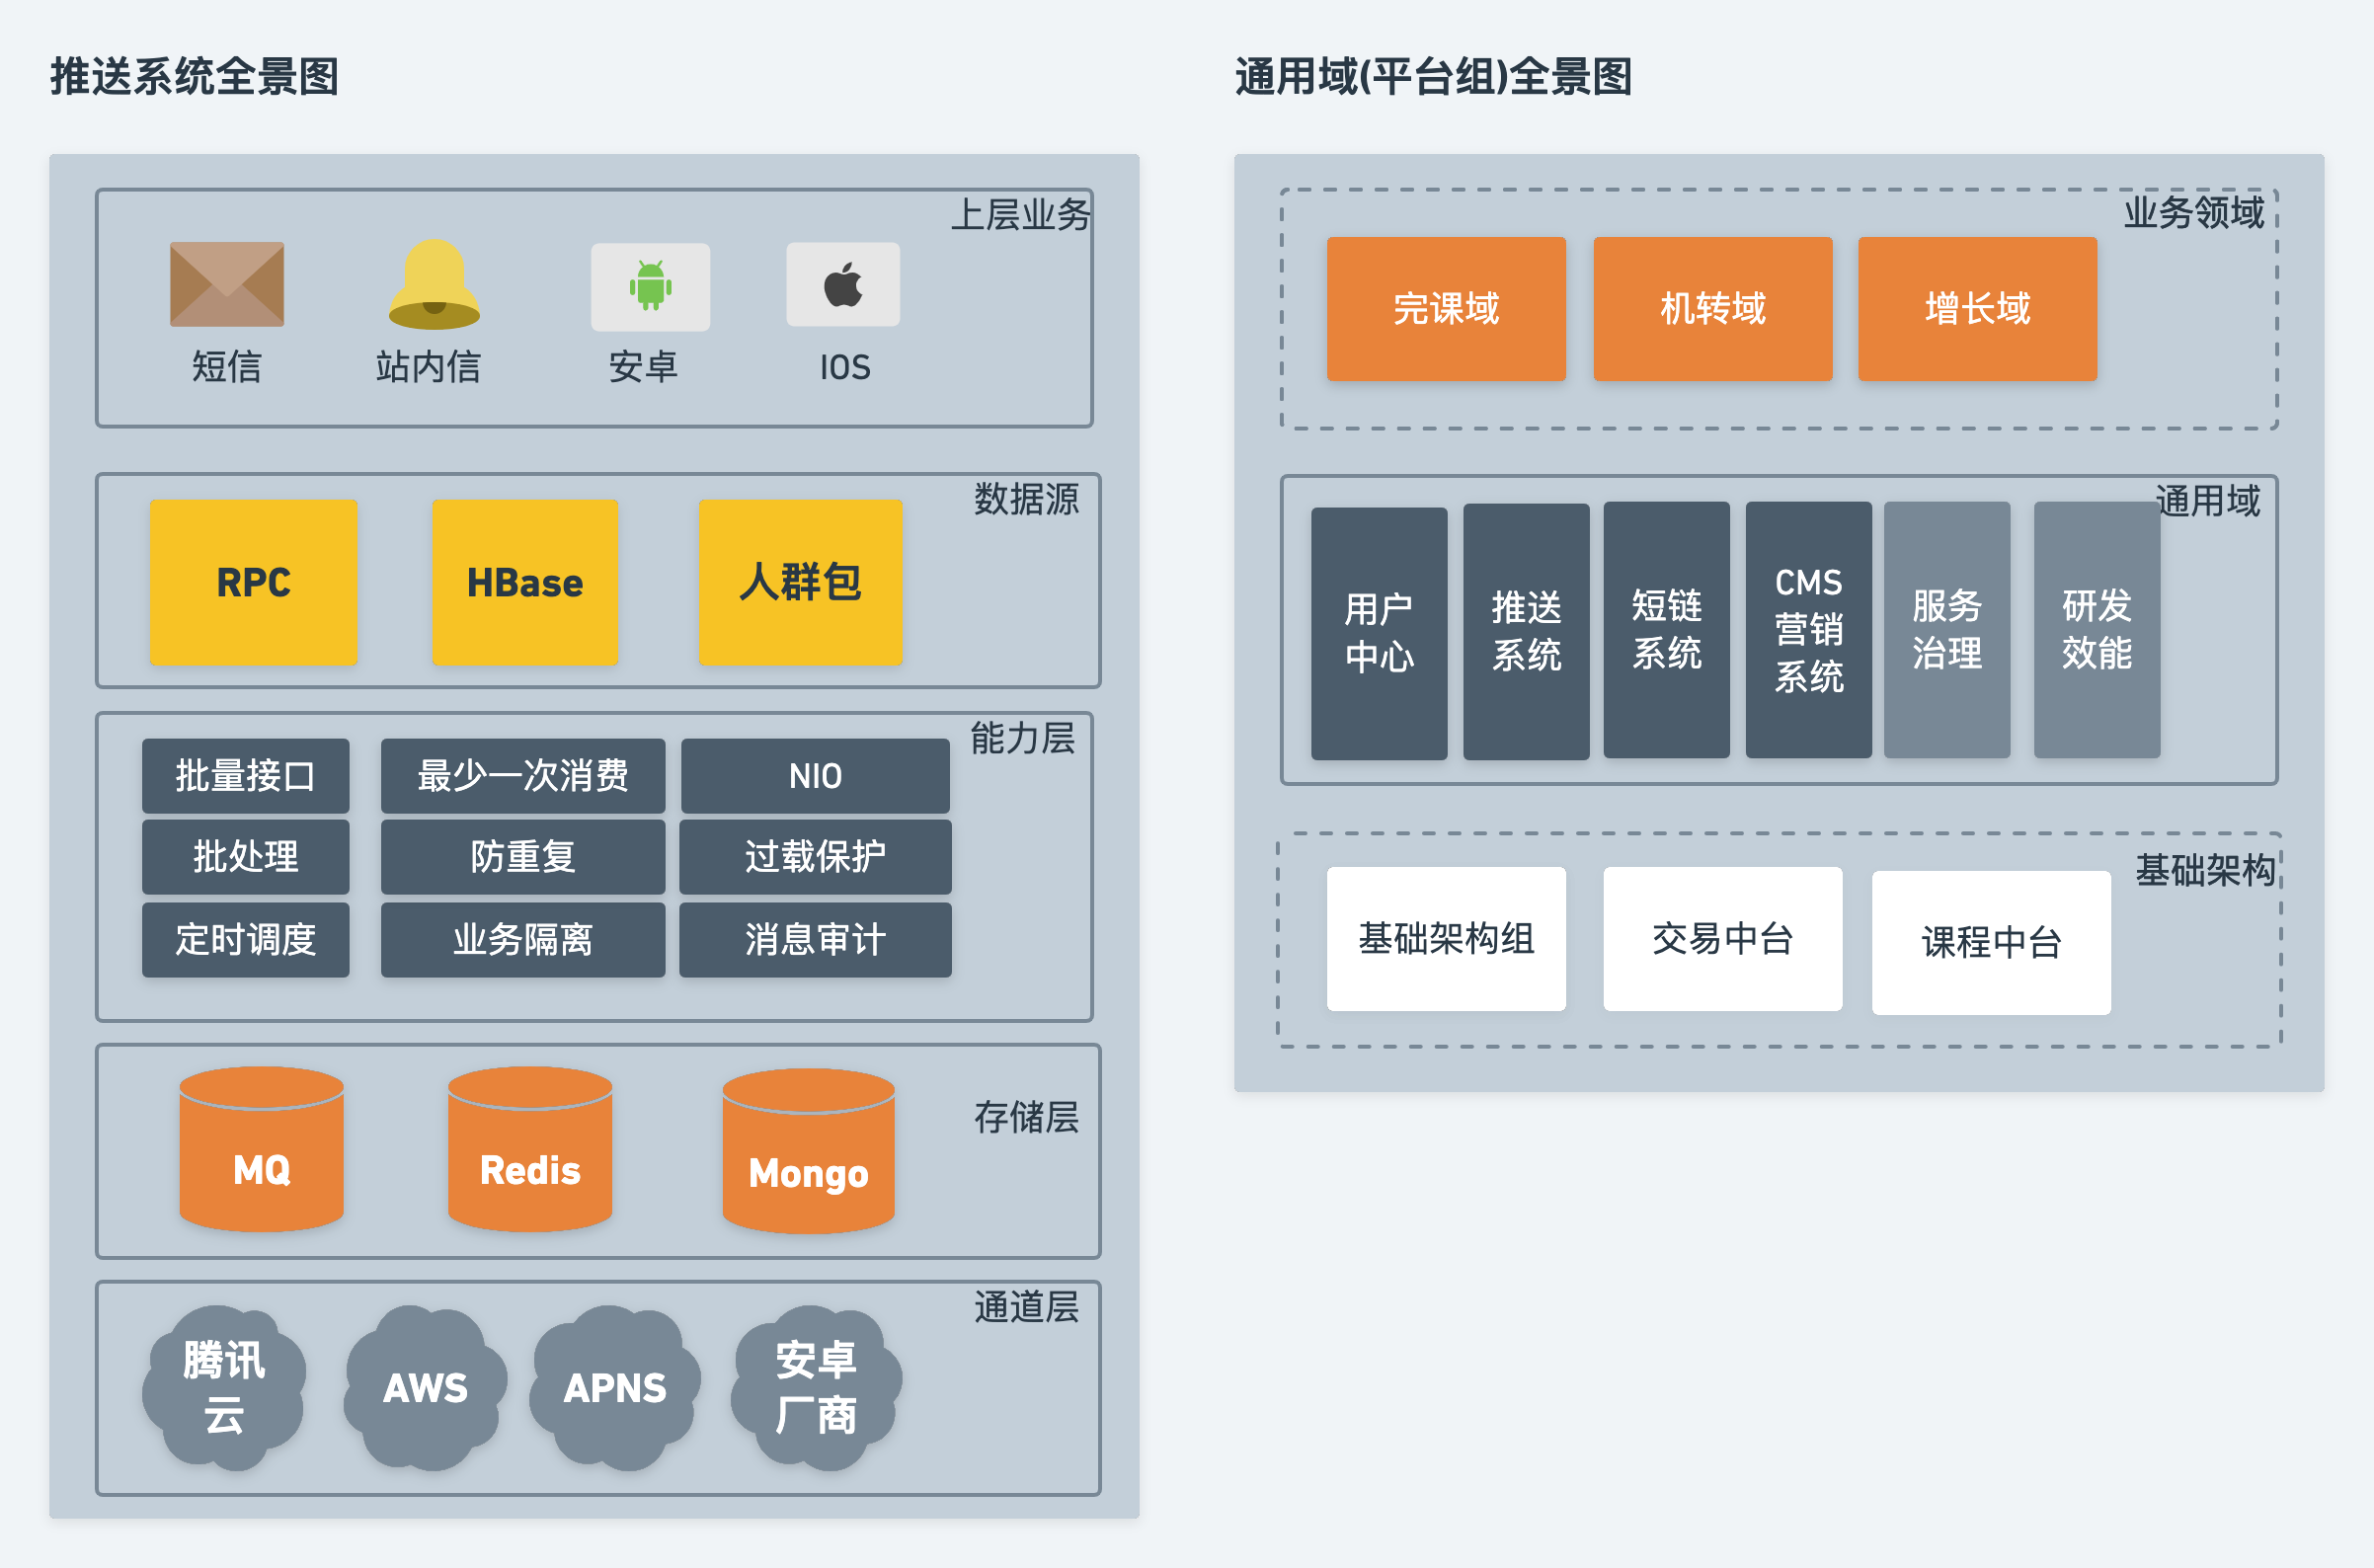 推送系统全景图
上层业务
短信
站内信
安卓
IOS
数据源
RPC
HBase
人群包
能力层
批量接口
最少一次消费
NIO
批处理
防重复
过载保护
定时调度
业务隔离
消息审计
存储层
MQ
Redis
Mongo
通道层
腾讯
云
AWS
APNS
安卓
厂商
通用域(平台组)全景图
业务领域
完课域
机转域
增长域
通用域
用户
中心
推送
系统
短链
系统
CMS
营销
系统
服务
治理
研发
效能
基础架构
基础架构组
交易中台
课程中台